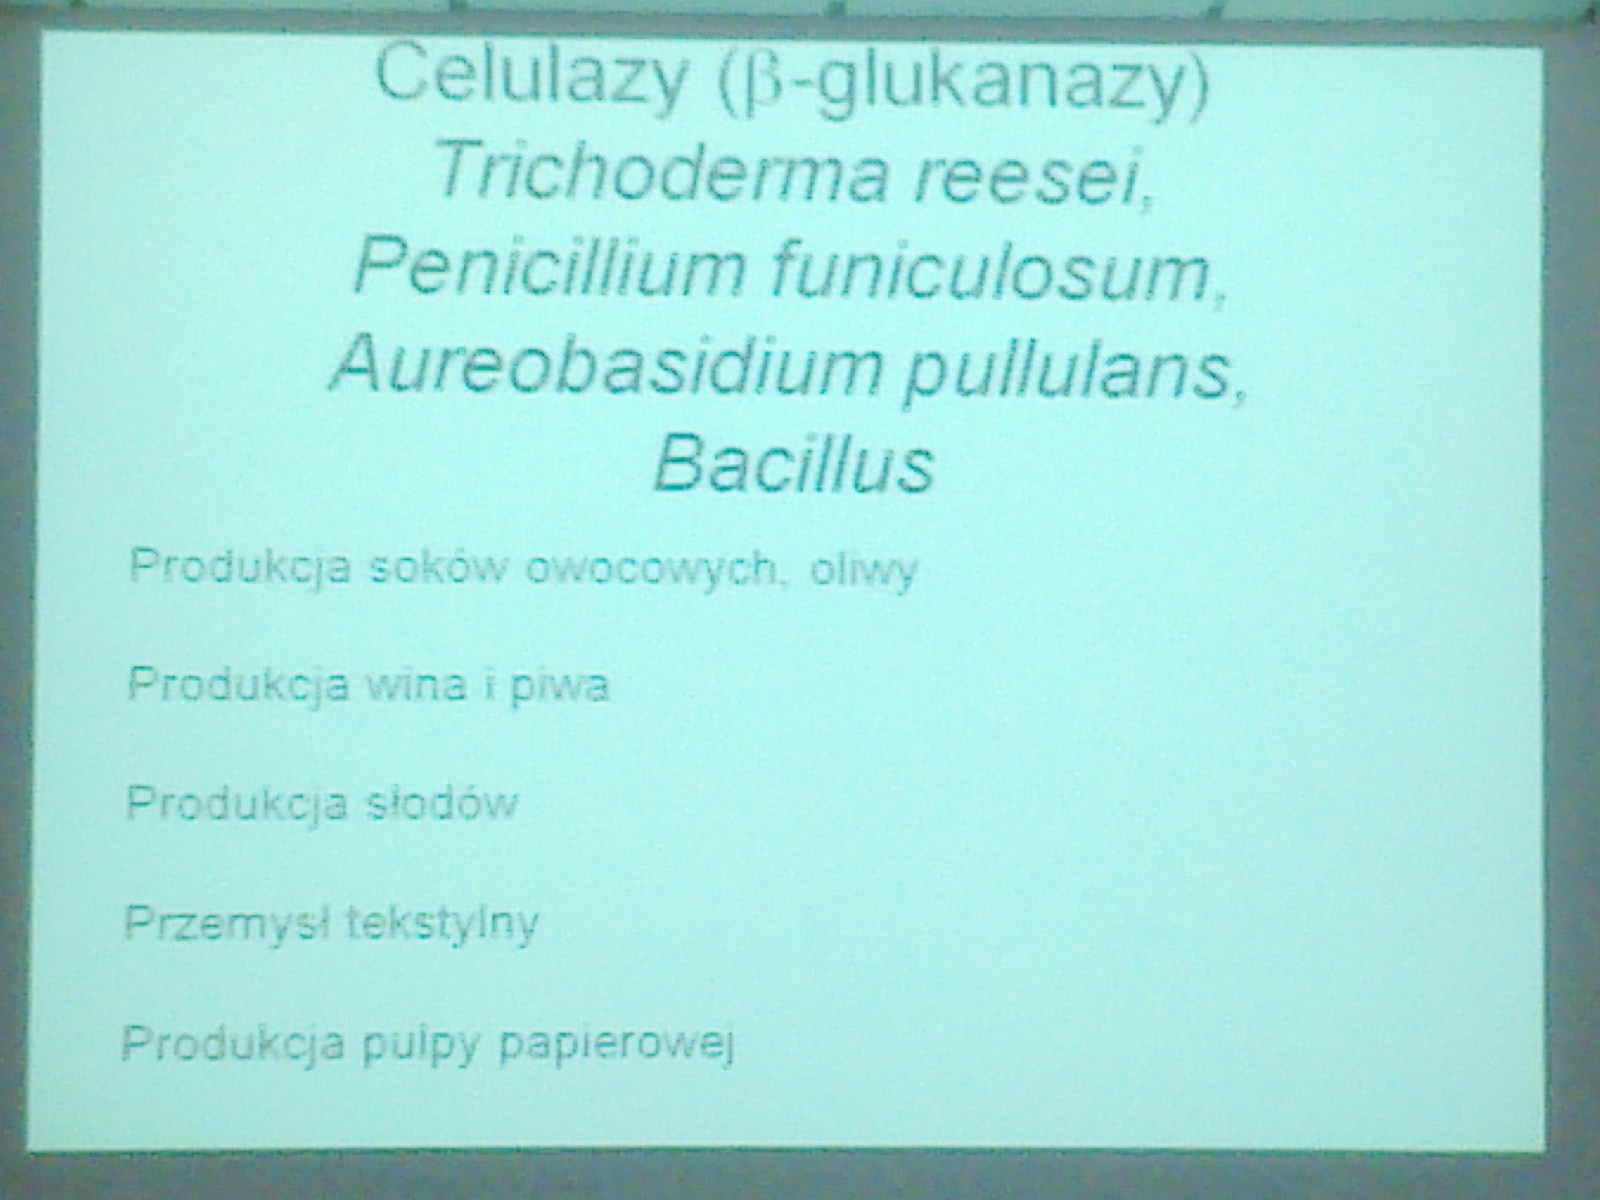 Celulazy (β-glukanazy)
Trichoderma reesei,
Penicillium funiculosum,
Aureobasidium pullulans,
Bacillus
Produkcja soków owocowych, oliwy
Produkcja wina i piwa
Produkcja słodów
Przemysł tekstylny
Produkcja pulpy papierowej